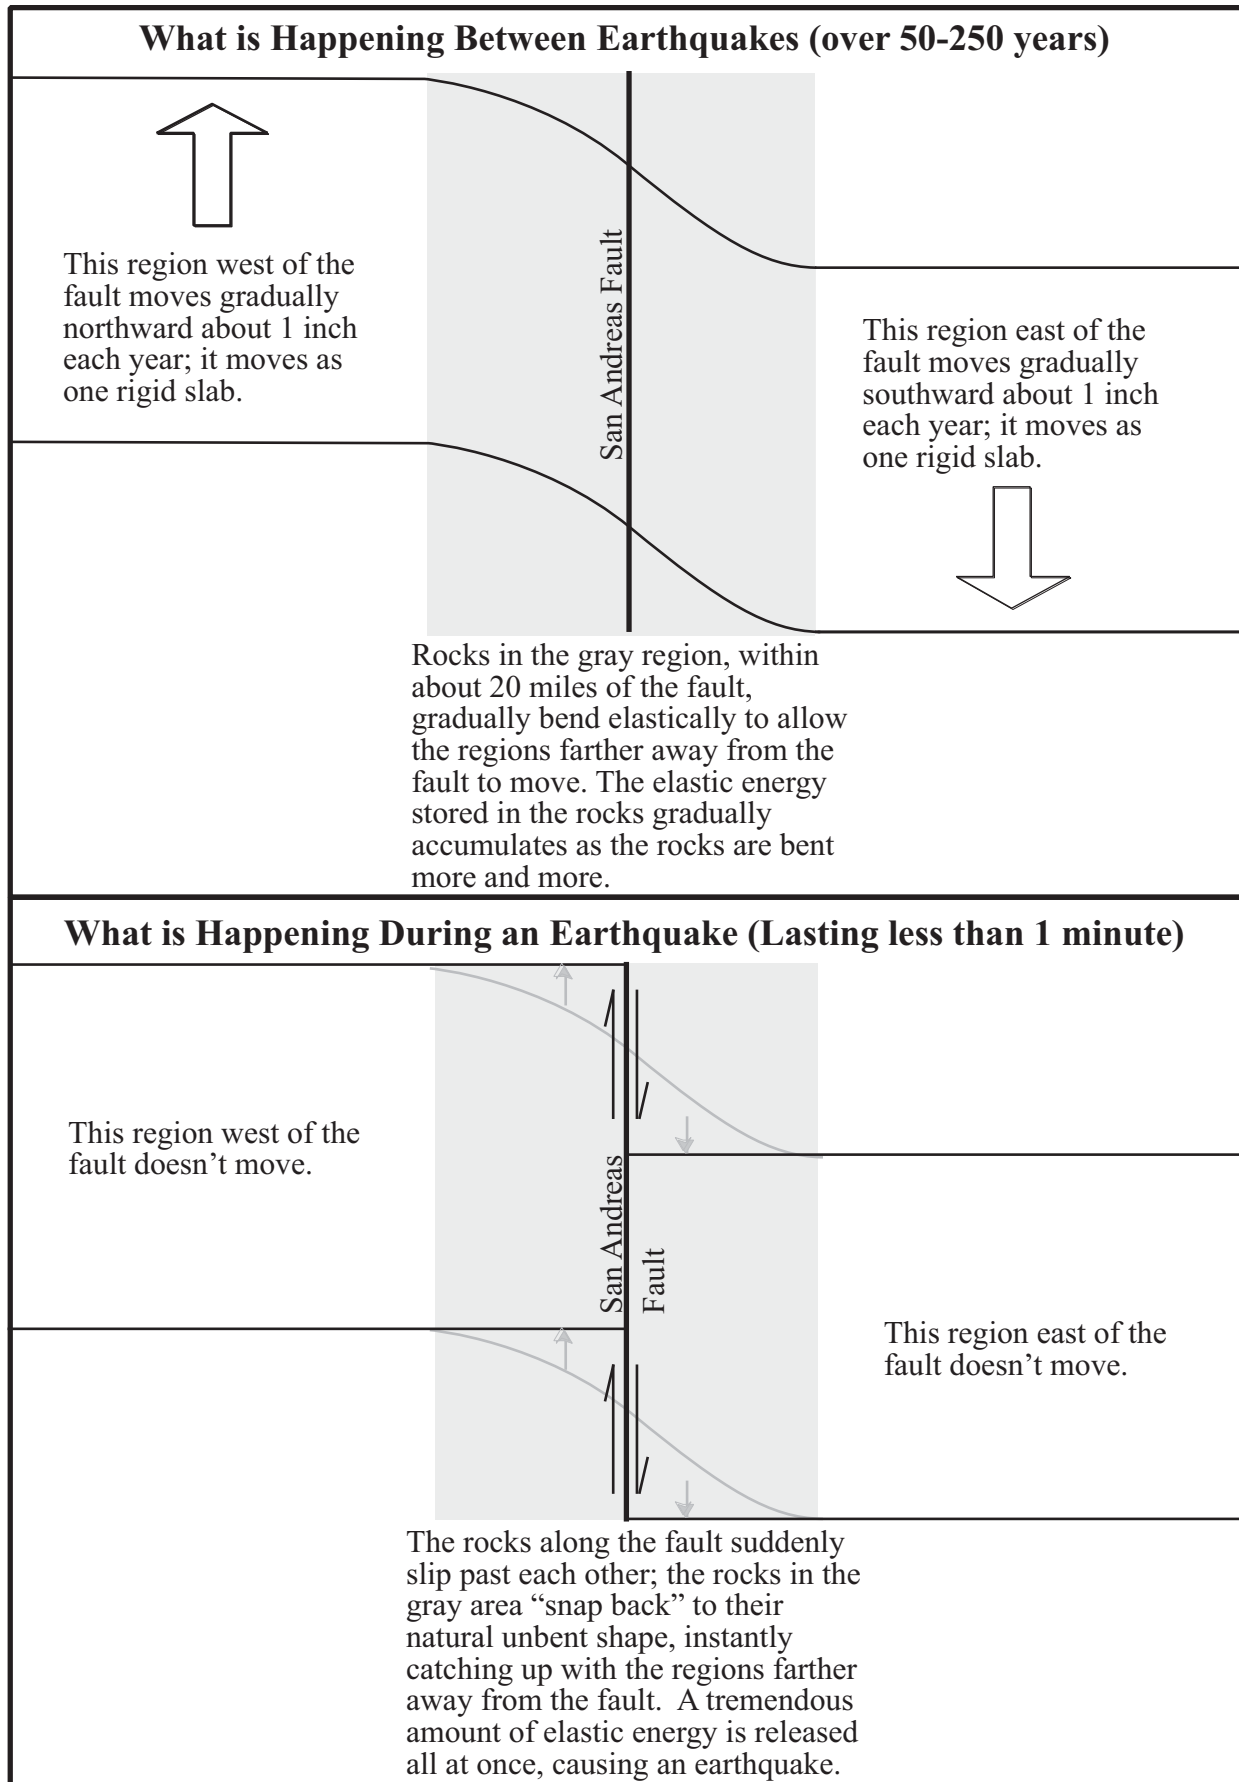 What is Happening Between Earthquakes (over 50-250 years)
This region west of the
fault moves gradually
northward about 1 inch
each year; it moves as
one rigid slab.
San Andreas Fault
This region east of the
fault moves gradually
southward about 1 inch
each year; it moves as
one rigid slab.
Rocks in the gray region, within
about 20 miles of the fault,
gradually bend elastically to allow
the regions farther away from the
fault to move. The elastic energy
stored in the rocks gradually
accumulates as the rocks are bent
more and more.
What is Happening During an Earthquake (Lasting less than 1 minute)
This region west of the
fault doesn’t move.
San Andreas
Fault
This region east of the
fault doesn’t move.
The rocks along the fault suddenly
slip past each other; the rocks in the
gray area “snap back” to their
natural unbent shape, instantly
catching up with the regions farther
away from the fault.  A tremendous
amount of elastic energy is released
all at once, causing an earthquake.